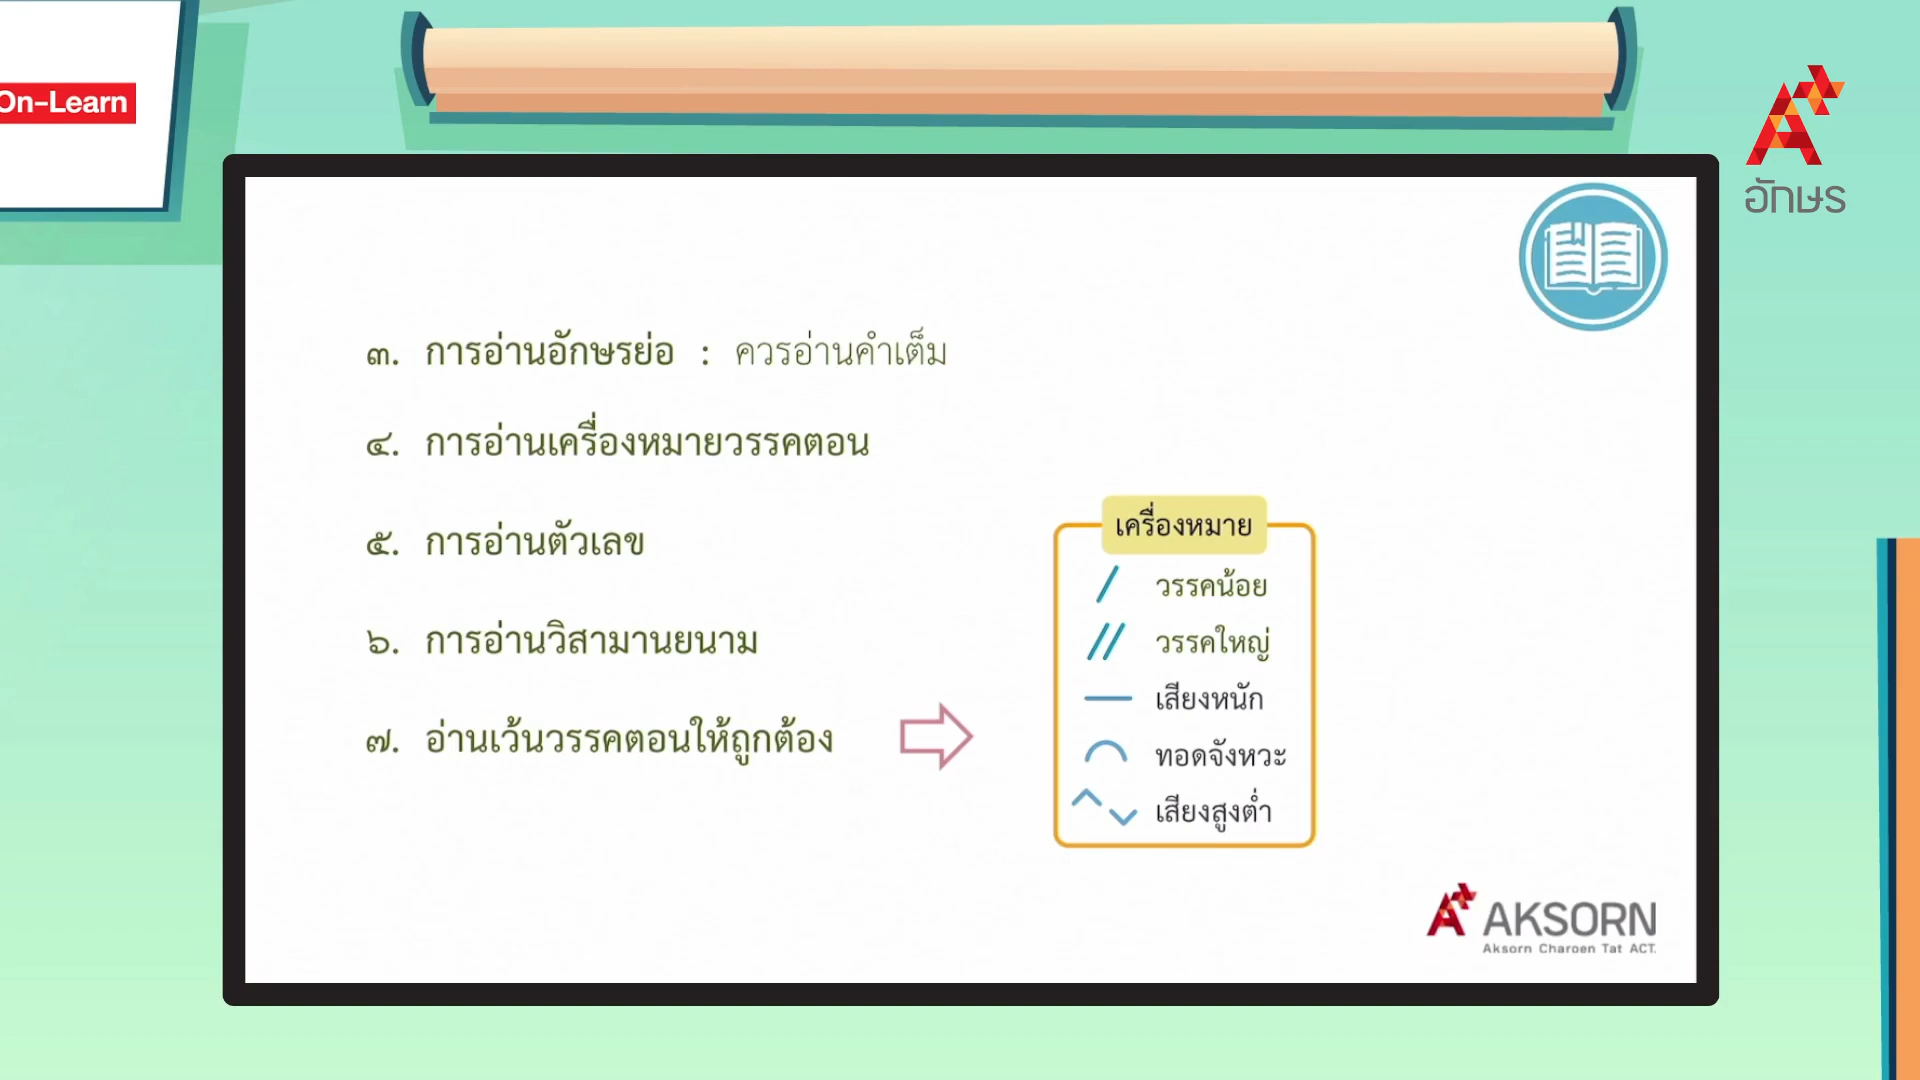 On-Learn
อักษร
๓. การอ่านอักษรย่อ : ควรอ่านคำเต็ม
๔. การอ่านเครื่องหมายวรรคตอน
๕. การอ่านตัวเลข
๖. การอ่านวิสามานยนาม
๗. อ่านเว้นวรรคตอนให้ถูกต้อง
เครื่องหมาย
/ วรรคน้อย
// วรรคใหญ่
— เสียงหนัก
ทอดจังหวะ
เสียงสูงต่ำ
AKSORN
Aksorn Charoen Tat ACT.